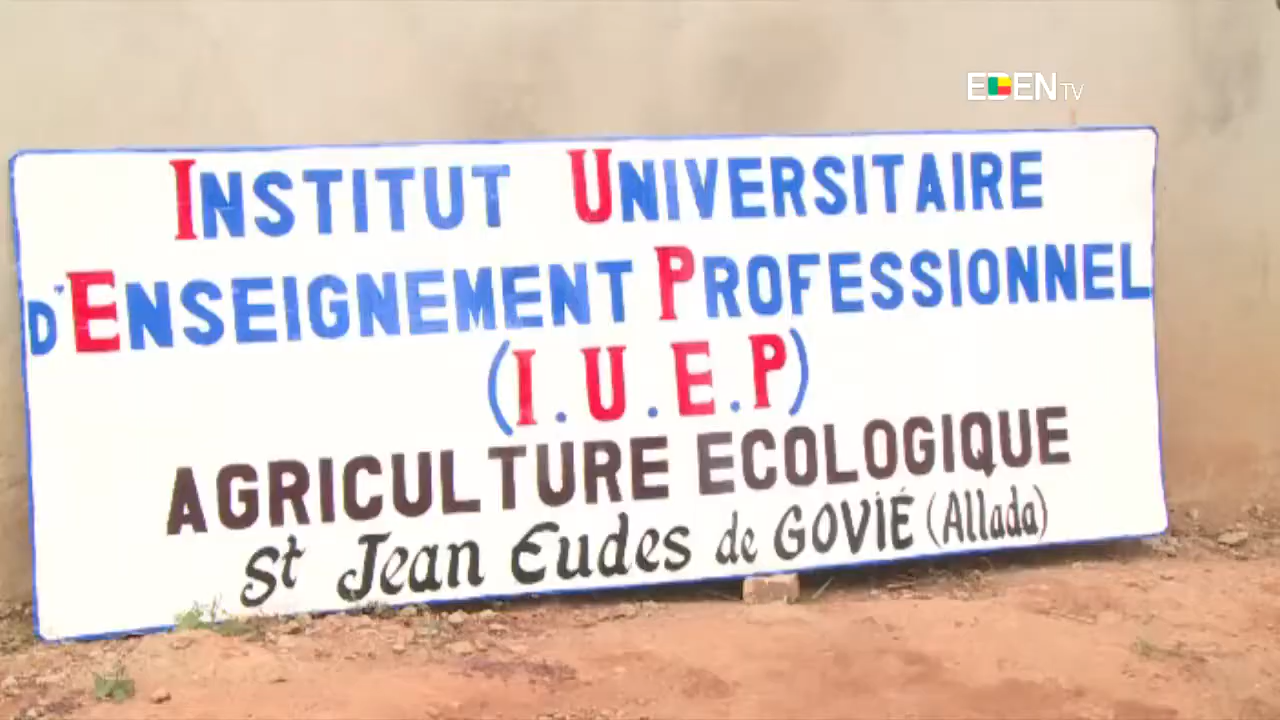 EDEN TV
INSTITUT UNIVERSITAIRE
D'ENSEIGNEMENT PROFESSIONNEL
(I.U.E.P)
AGRICULTURE ECOLOGIQUE
St Jean Eudes de GOVIÉ (Allada)